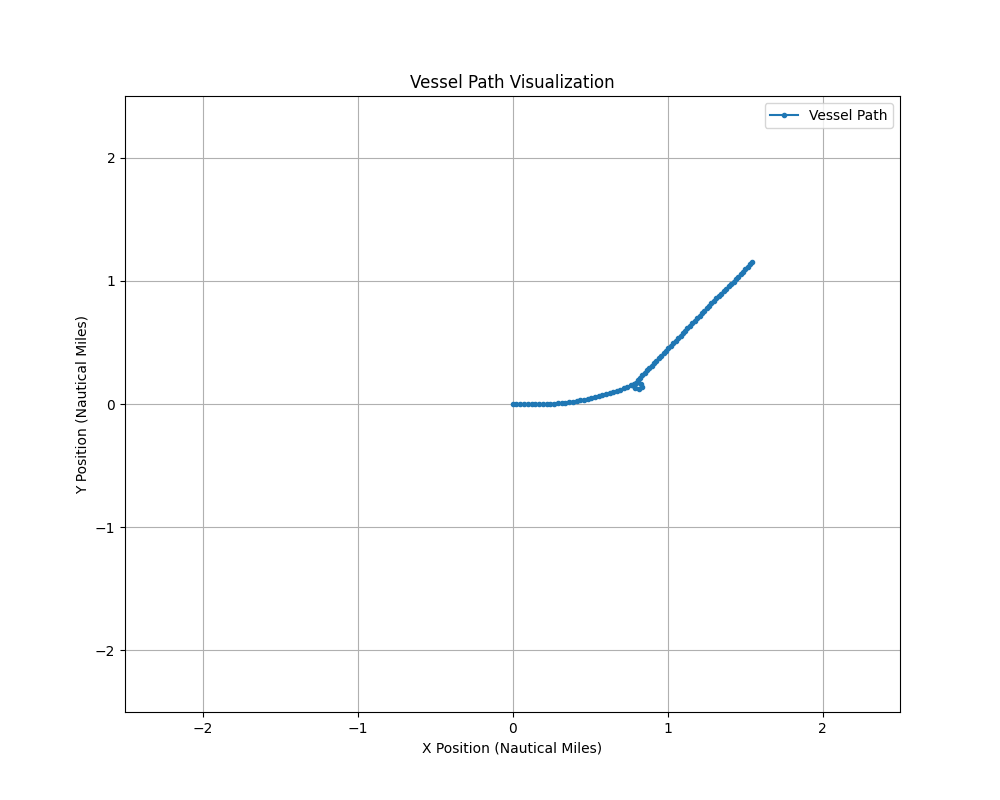 Vessel Path Visualization
Vessel Path
2
1
0
−1
−2
Y Position (Nautical Miles)
−2
−1
0
1
2
X Position (Nautical Miles)